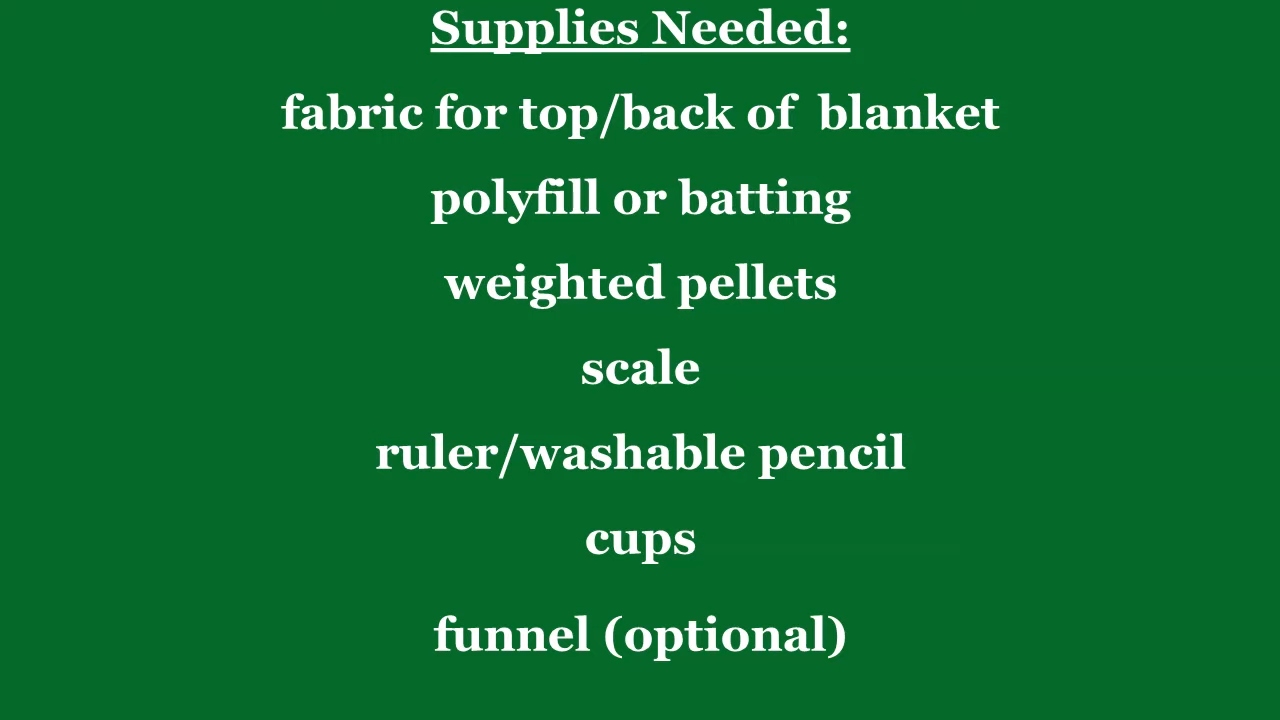 Supplies Needed:
fabric for top/back of  blanket
polyfill or batting
weighted pellets
scale
ruler/washable pencil
cups
funnel (optional)